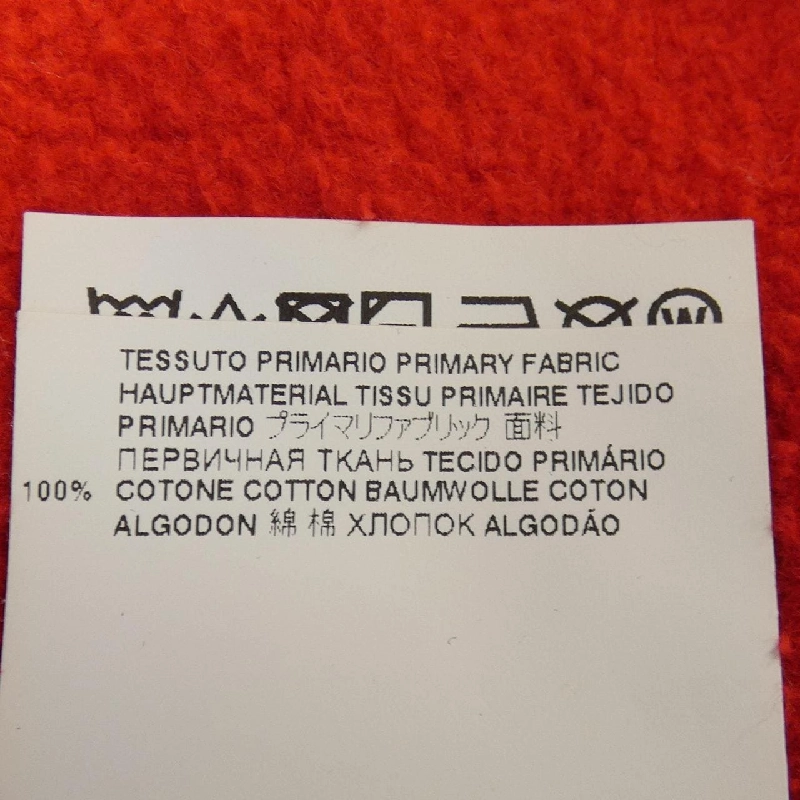 W
TESSUTO PRIMARIO PRIMARY FABRIC
HAUPTMATERIAL TISSU PRIMAIRE TEJIDO
PRIMARIO プライマリファブリック 面料
ПЕРВИЧНАЯ ТКАНЬ TECIDO PRIMÁRIO
100% COTONE COTTON BAUMWOLLE COTON
ALGODON 綿 棉 ХЛОПОК ALGODÃO